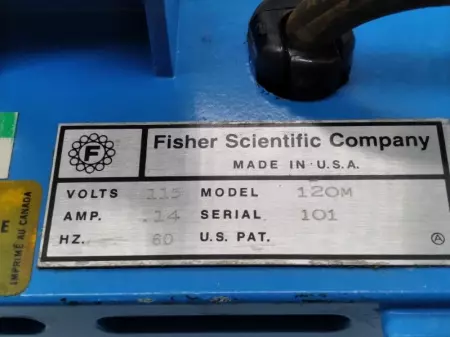 F
Fisher Scientific Company
MADE IN U.S.A.
VOLTS 115 MODEL 120M
AMP. .14 SERIAL 101
HZ. 60 U.S. PAT.
A
E
IMPRIMÉ AU CANADA